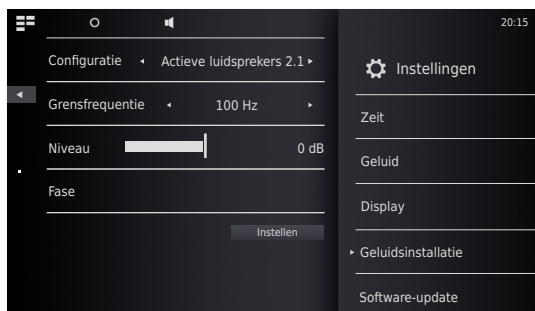 20:15
Configuratie Actieve luidsprekers 2.1
Grensfrequentie 100 Hz
Niveau 0 dB
Fase
Instellen
Instellingen
Zeit
Geluid
Display
Geluidsinstallatie
Software-update